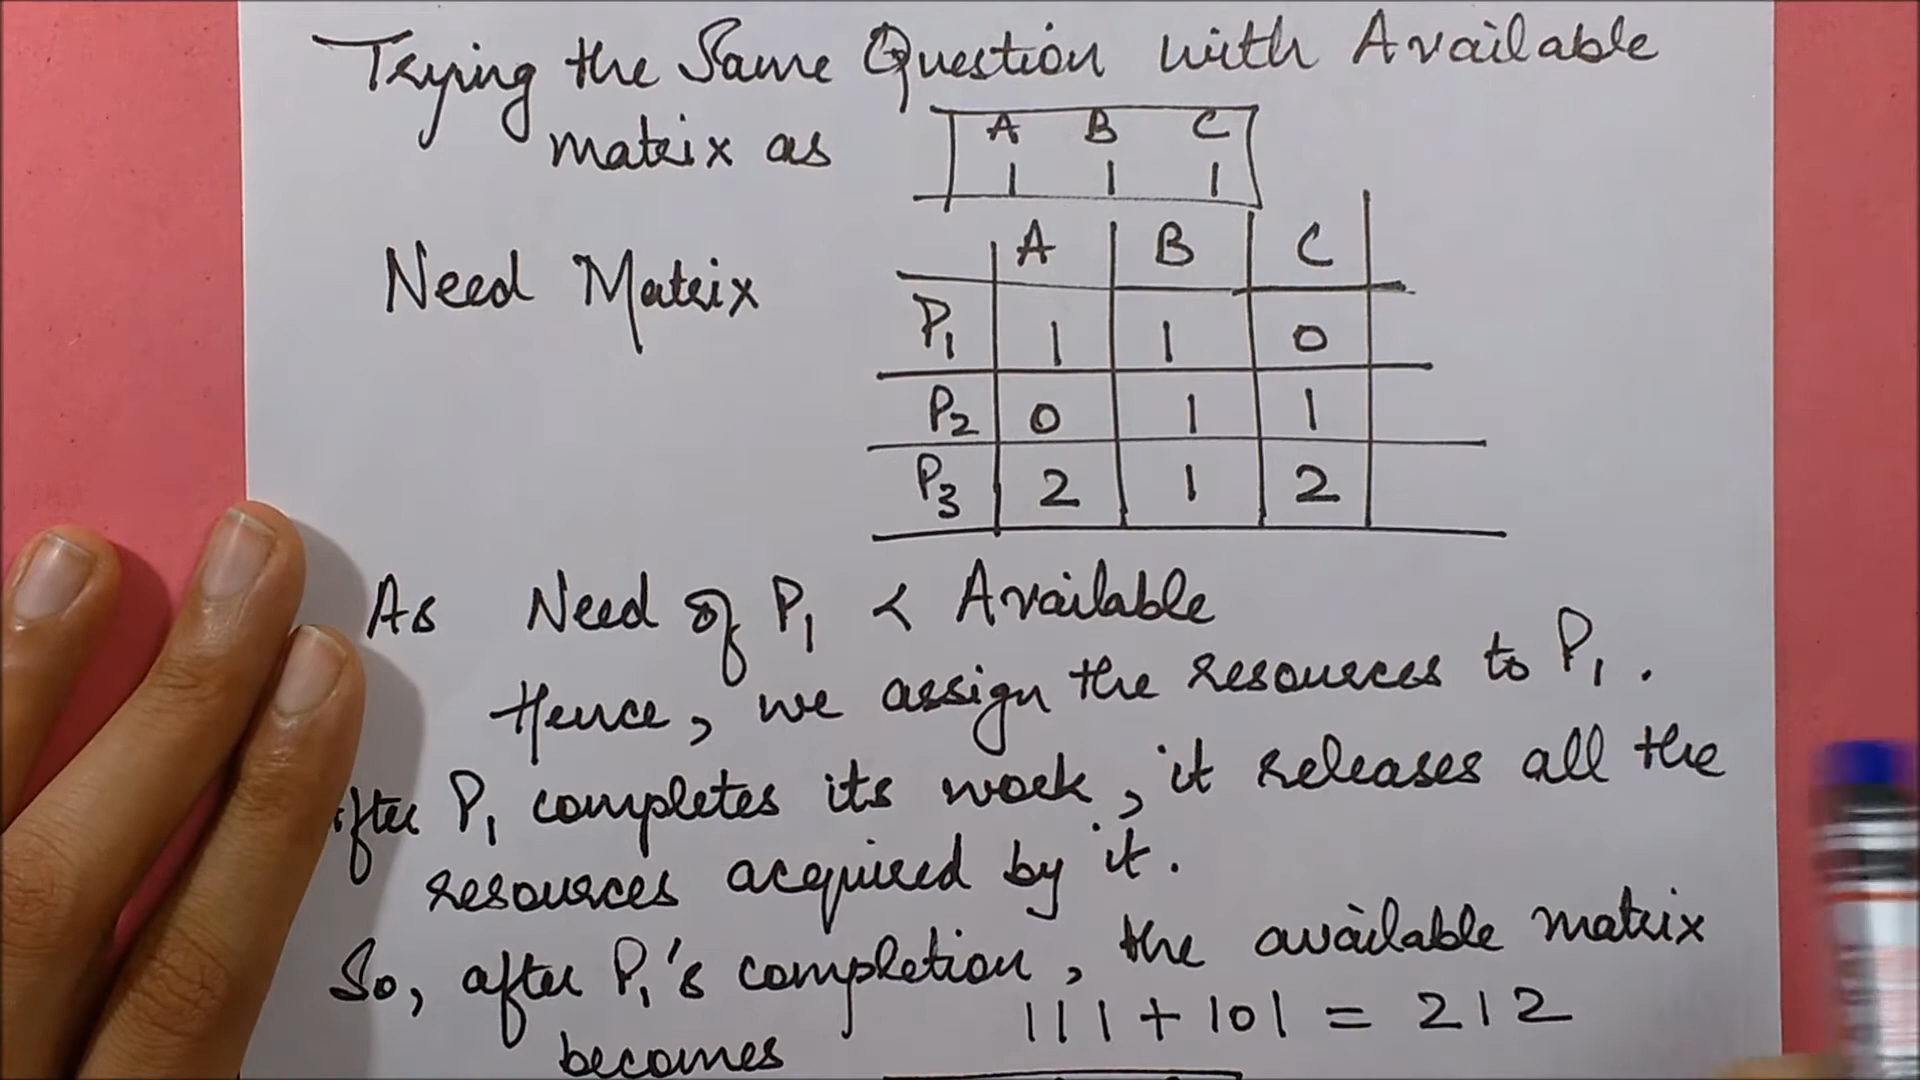 Trying the Same Question with Available
matrix as
A B C
1 1 1
Need Matrix
A B C
P1 1 1 0
P2 0 1 1
P3 2 1 2
As Need of P1 < Available
Hence, we assign the resources to P1.
After P1 completes its work, it releases all the
resources acquired by it.
So, after P1's completion, the available matrix
becomes 111 + 101 = 212